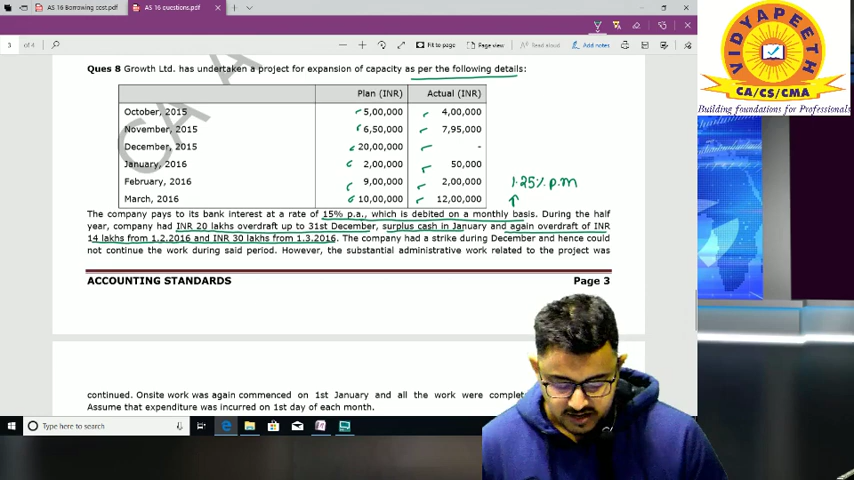 AS 16 Borrowing cost.pdf
AS 16 cuestions.pdf
3 of 4
Fit to page
Page view
Read aloud
Add notes
Ques 8 Growth Ltd. has undertaken a project for expansion of capacity as per the following details:
Plan (INR) Actual (INR)
October, 2015 5,00,000 4,00,000
November, 2015 6,50,000 7,95,000
December, 2015 20,00,000 -
January, 2016 2,00,000 50,000
February, 2016 9,00,000 2,00,000
March, 2016 10,00,000 12,00,000
1.25% p.m
The company pays to its bank interest at a rate of 15% p.a., which is debited on a monthly basis. During the half
year, company had INR 20 lakhs overdraft up to 31st December, surplus cash in January and again overdraft of INR
14 lakhs from 1.2.2016 and INR 30 lakhs from 1.3.2016. The company had a strike during December and hence could
not continue the work during said period. However, the substantial administrative work related to the project was
ACCOUNTING STANDARDS Page 3
continued. Onsite work was again commenced on 1st January and all the work were complet
Assume that expenditure was incurred on 1st day of each month.
Type here to search
VIDYAPEETH
CA/CS/CMA
Building foundations for Professionals
CA